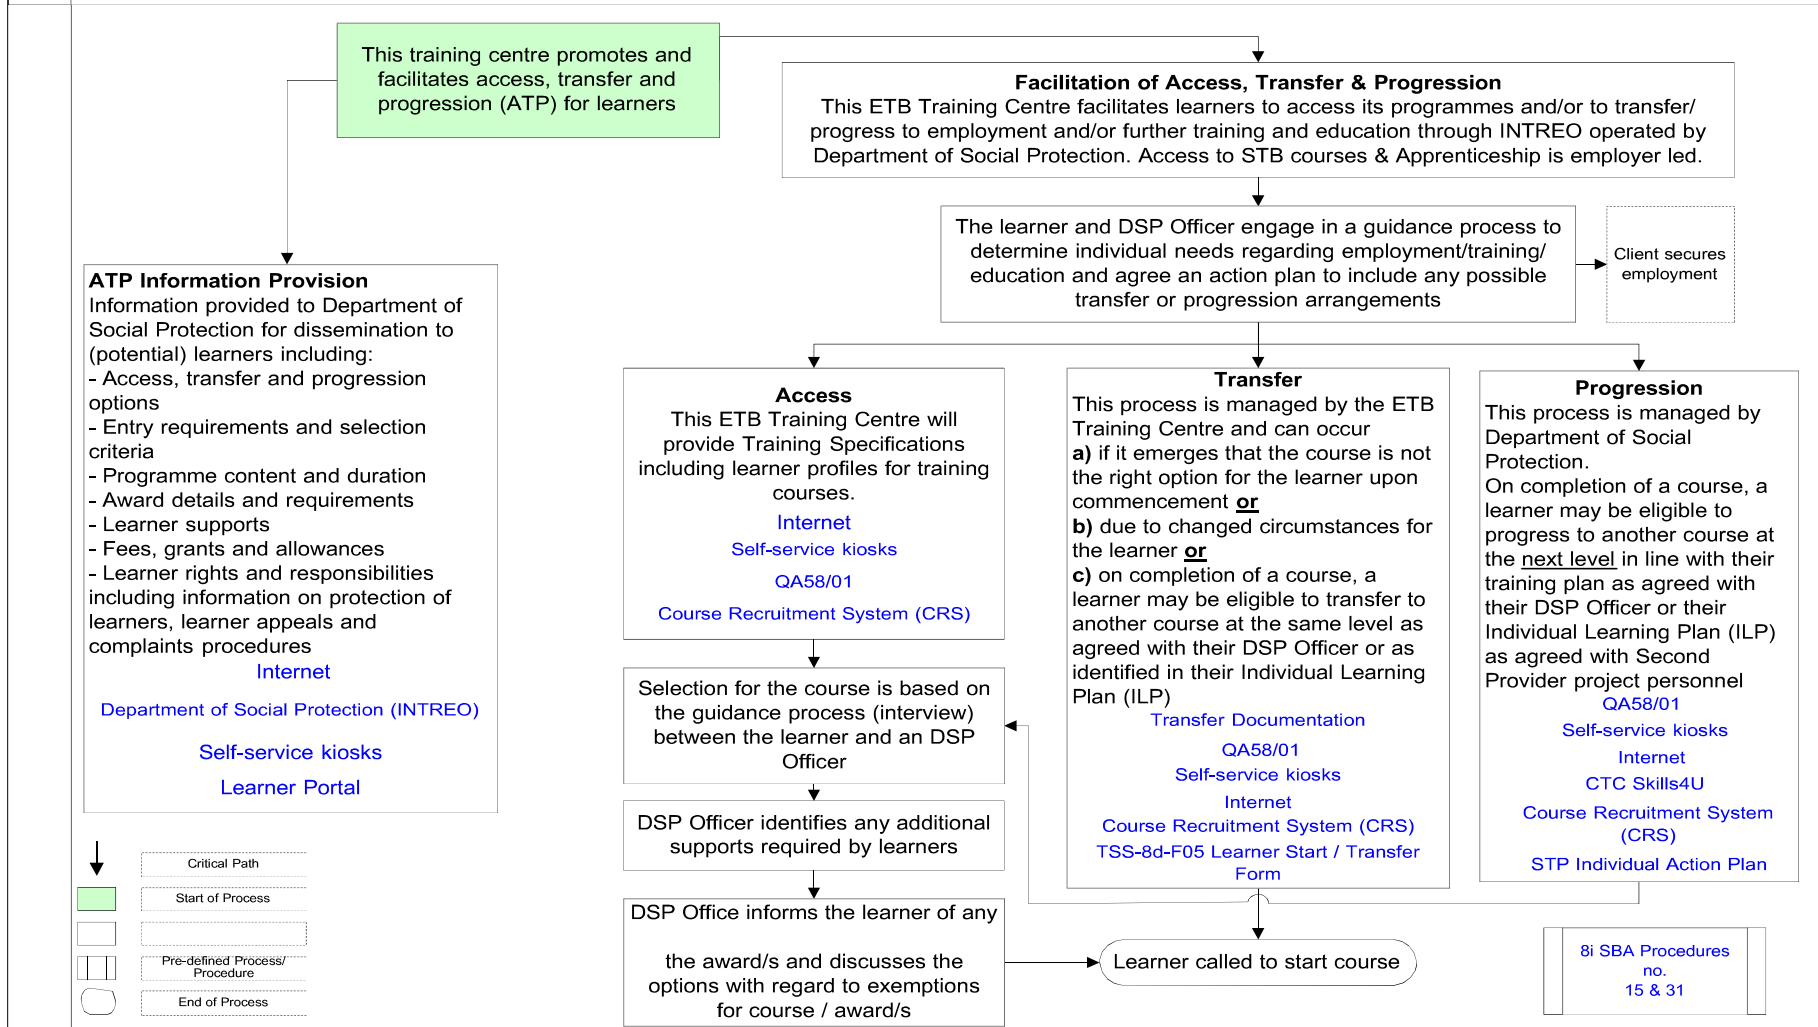 This training centre promotes and
facilitates access, transfer and
progression (ATP) for learners
Facilitation of Access, Transfer & Progression
This ETB Training Centre facilitates learners to access its programmes and/or to transfer/
progress to employment and/or further training and education through INTREO operated by
Department of Social Protection. Access to STB courses & Apprenticeship is employer led.
The learner and DSP Officer engage in a guidance process to
determine individual needs regarding employment/training/
education and agree an action plan to include any possible
transfer or progression arrangements
Client secures
employment
ATP Information Provision
Information provided to Department of
Social Protection for dissemination to
(potential) learners including:
- Access, transfer and progression
options
- Entry requirements and selection
criteria
- Programme content and duration
- Award details and requirements
- Learner supports
- Fees, grants and allowances
- Learner rights and responsibilities
including information on protection of
learners, learner appeals and
complaints procedures
Internet
Department of Social Protection (INTREO)
Self-service kiosks
Learner Portal
Access
This ETB Training Centre will
provide Training Specifications
including learner profiles for training
courses.
Internet
Self-service kiosks
QA58/01
Course Recruitment System (CRS)
Selection for the course is based on
the guidance process (interview)
between the learner and an DSP
Officer
DSP Officer identifies any additional
supports required by learners
DSP Office informs the learner of any
the award/s and discusses the
options with regard to exemptions
for course / award/s
Transfer
This process is managed by the ETB
Training Centre and can occur
a) if it emerges that the course is not
the right option for the learner upon
commencement or
b) due to changed circumstances for
the learner or
c) on completion of a course, a
learner may be eligible to transfer to
another course at the same level as
agreed with their DSP Officer or as
identified in their Individual Learning
Plan (ILP)
Transfer Documentation
QA58/01
Self-service kiosks
Internet
Course Recruitment System (CRS)
TSS-8d-F05 Learner Start / Transfer
Form
Progression
This process is managed by
Department of Social
Protection.
On completion of a course, a
learner may be eligible to
progress to another course at
the next level in line with their
training plan as agreed with
their DSP Officer or their
Individual Learning Plan (ILP)
as agreed with Second
Provider project personnel
QA58/01
Self-service kiosks
Internet
CTC Skills4U
Course Recruitment System
(CRS)
STP Individual Action Plan
Learner called to start course
8i SBA Procedures
no.
15 & 31
Critical Path
Start of Process
Pre-defined Process/
Procedure
End of Process